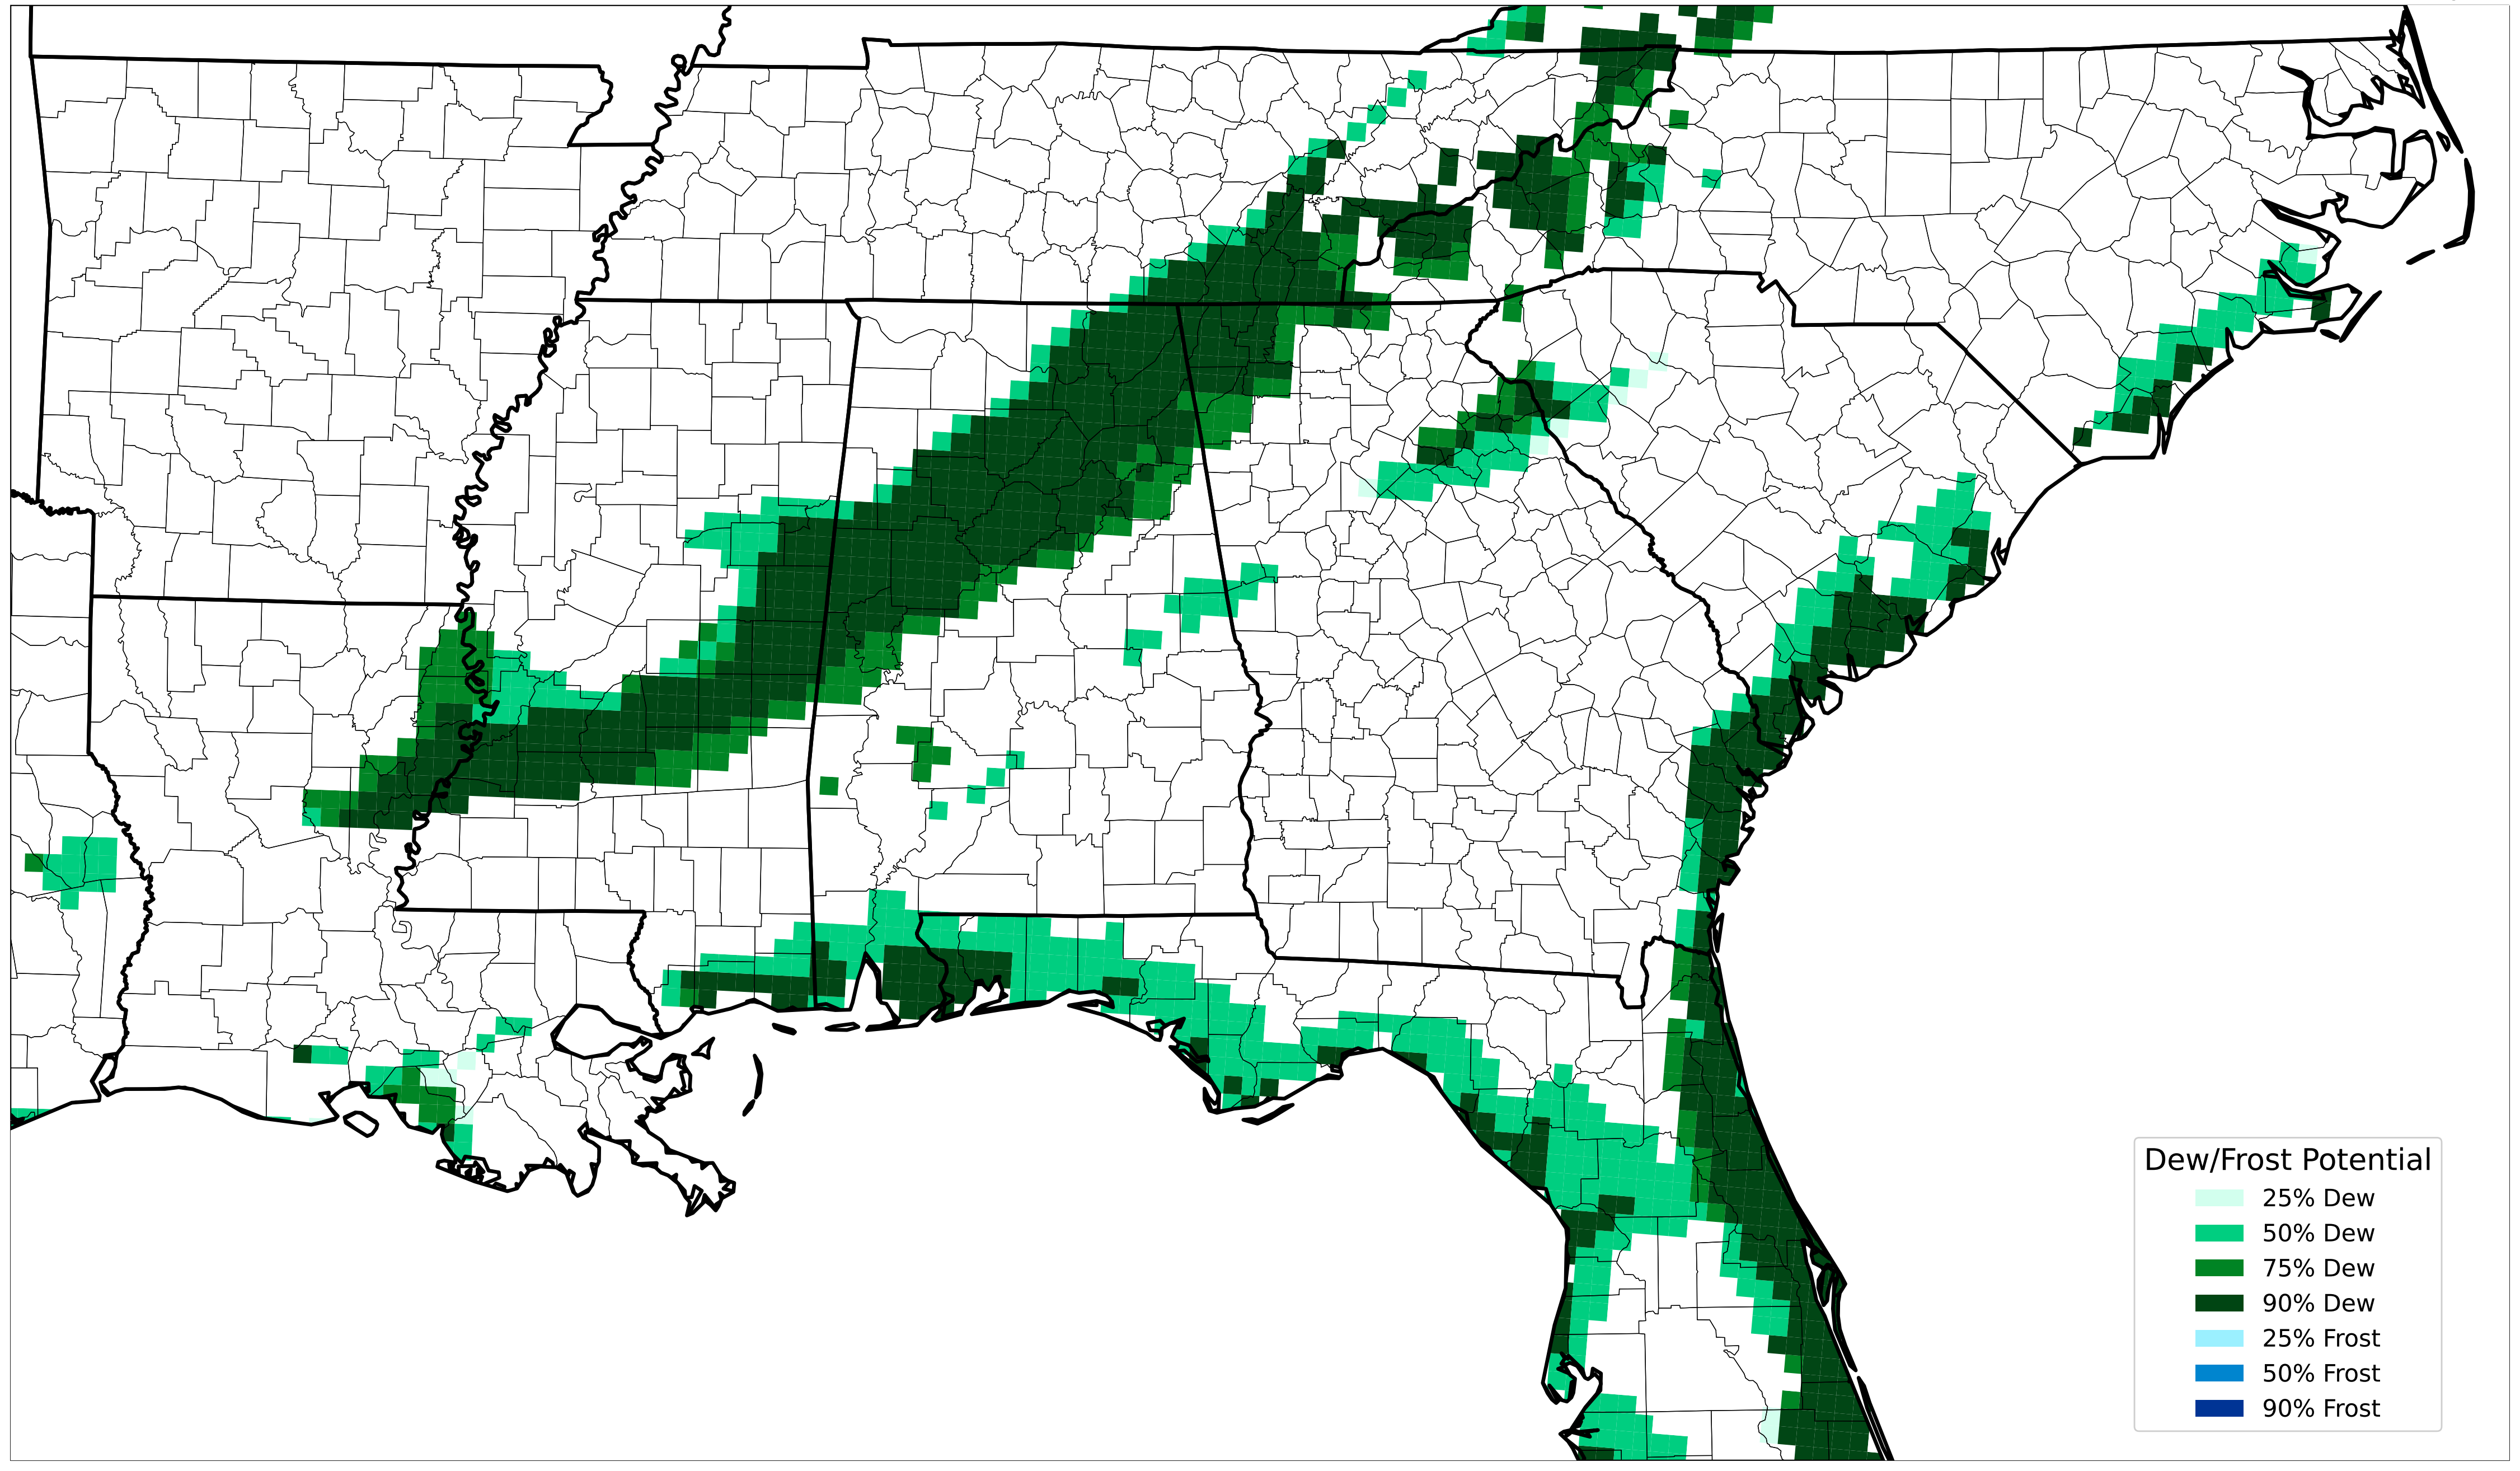 Dew/Frost Potential
25% Dew
50% Dew
75% Dew
90% Dew
25% Frost
50% Frost
90% Frost